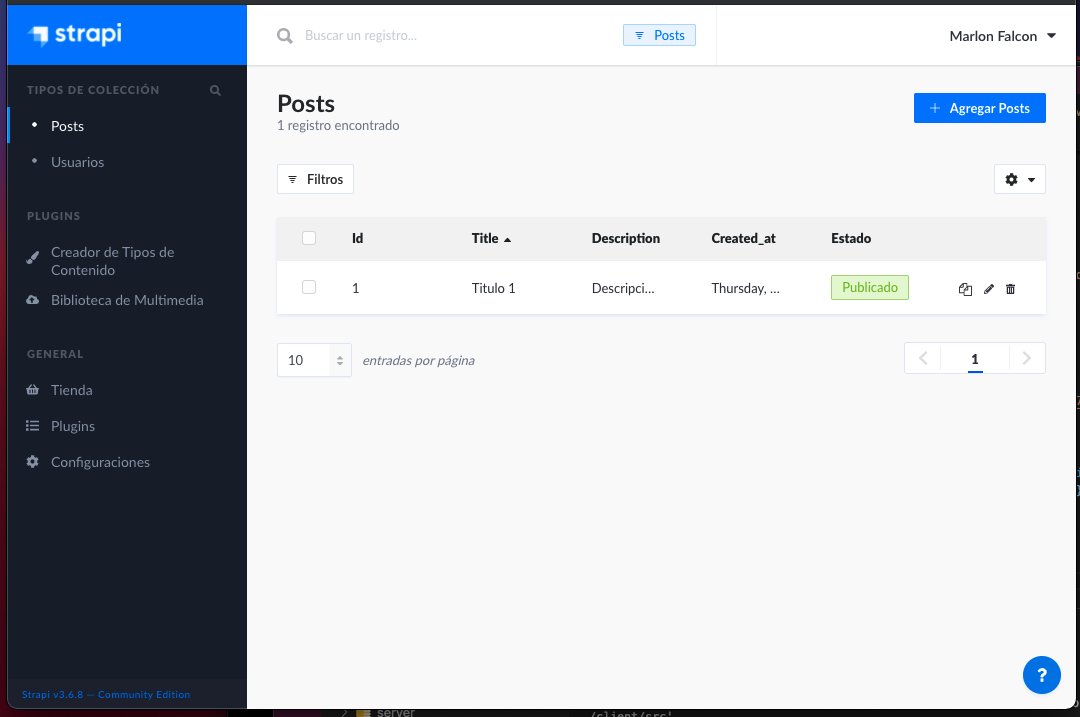 strapi
Buscar un registro...
Posts
Marlon Falcon
TIPOS DE COLECCIÓN
Posts
Usuarios
PLUGINS
Creador de Tipos de
Contenido
Biblioteca de Multimedia
GENERAL
Tienda
Plugins
Configuraciones
Strapi v3.6.8 — Community Edition
Posts
1 registro encontrado
Agregar Posts
Filtros
Id Title Description Created_at Estado
1 Titulo 1 Descripci... Thursday, ... Publicado
10 entradas por página
1
?
server
/client/src'